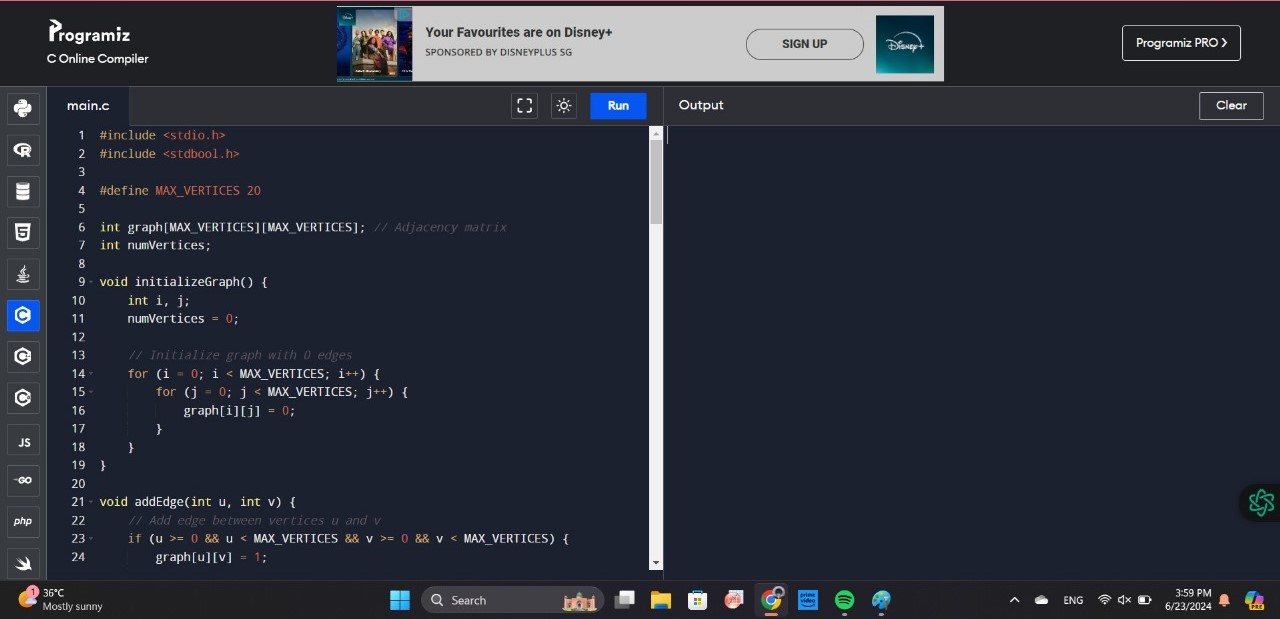 Programiz
C Online Compiler
Your Favourites are on Disney+
SPONSORED BY DISNEYPLUS SG
SIGN UP
Disney+
Programiz PRO >
main.c
Run
Output
Clear
1 #include <stdio.h>
2 #include <stdbool.h>
3
4 #define MAX_VERTICES 20
5
6 int graph[MAX_VERTICES][MAX_VERTICES]; // Adjacency matrix
7 int numVertices;
8
9 void initializeGraph() {
10     int i, j;
11     numVertices = 0;
12
13     // Initialize graph with 0 edges
14     for (i = 0; i < MAX_VERTICES; i++) {
15         for (j = 0; j < MAX_VERTICES; j++) {
16             graph[i][j] = 0;
17         }
18     }
19 }
20
21 void addEdge(int u, int v) {
22     // Add edge between vertices u and v
23     if (u >= 0 && u < MAX_VERTICES && v >= 0 && v < MAX_VERTICES) {
24         graph[u][v] = 1;
JS
GO
php
1
36°C
Mostly sunny
Search
prime video
ENG
3:59 PM
6/23/2024
PRE